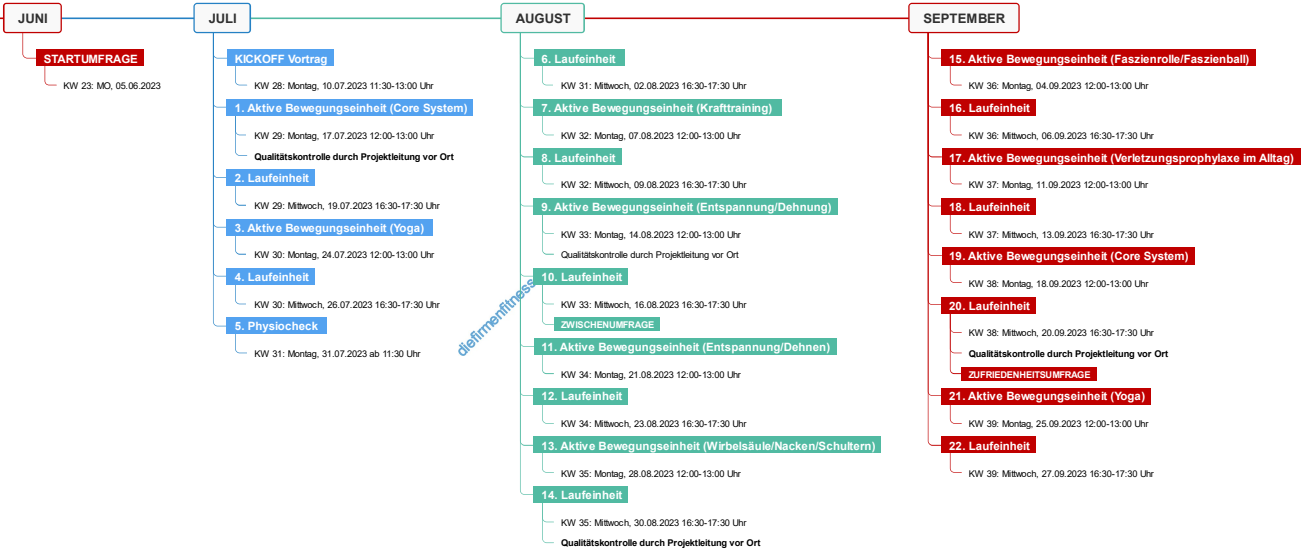 JUNI
STARTUMFRAGE
KW 23: MO, 05.06.2023
JULI
KICKOFF Vortrag
KW 28: Montag, 10.07.2023 11:30-13:00 Uhr
1. Aktive Bewegungseinheit (Core System)
KW 29: Montag, 17.07.2023 12:00-13:00 Uhr
Qualitätskontrolle durch Projektleitung vor Ort
2. Laufeinheit
KW 29: Mittwoch, 19.07.2023 16:30-17:30 Uhr
3. Aktive Bewegungseinheit (Yoga)
KW 30: Montag, 24.07.2023 12:00-13:00 Uhr
4. Laufeinheit
KW 30: Mittwoch, 26.07.2023 16:30-17:30 Uhr
5. Physiocheck
KW 31: Montag, 31.07.2023 ab 11:30 Uhr
AUGUST
6. Laufeinheit
KW 31: Mittwoch, 02.08.2023 16:30-17:30 Uhr
7. Aktive Bewegungseinheit (Krafttraining)
KW 32: Montag, 07.08.2023 12:00-13:00 Uhr
8. Laufeinheit
KW 32: Mittwoch, 09.08.2023 16:30-17:30 Uhr
9. Aktive Bewegungseinheit (Entspannung/Dehnung)
KW 33: Montag, 14.08.2023 12:00-13:00 Uhr
Qualitätskontrolle durch Projektleitung vor Ort
10. Laufeinheit
KW 33: Mittwoch, 16.08.2023 16:30-17:30 Uhr
ZWISCHENUMFRAGE
diefirmenfitness
11. Aktive Bewegungseinheit (Entspannung/Dehnen)
KW 34: Montag, 21.08.2023 12:00-13:00 Uhr
12. Laufeinheit
KW 34: Mittwoch, 23.08.2023 16:30-17:30 Uhr
13. Aktive Bewegungseinheit (Wirbelsäule/Nacken/Schultern)
KW 35: Montag, 28.08.2023 12:00-13:00 Uhr
14. Laufeinheit
KW 35: Mittwoch, 30.08.2023 16:30-17:30 Uhr
Qualitätskontrolle durch Projektleitung vor Ort
SEPTEMBER
15. Aktive Bewegungseinheit (Faszienrolle/Faszienball)
KW 36: Montag, 04.09.2023 12:00-13:00 Uhr
16. Laufeinheit
KW 36: Mittwoch, 06.09.2023 16:30-17:30 Uhr
17. Aktive Bewegungseinheit (Verletzungsprophylaxe im Alltag)
KW 37: Montag, 11.09.2023 12:00-13:00 Uhr
18. Laufeinheit
KW 37: Mittwoch, 13.09.2023 16:30-17:30 Uhr
19. Aktive Bewegungseinheit (Core System)
KW 38: Montag, 18.09.2023 12:00-13:00 Uhr
20. Laufeinheit
KW 38: Mittwoch, 20.09.2023 16:30-17:30 Uhr
Qualitätskontrolle durch Projektleitung vor Ort
ZUFRIEDENHEITSUMFRAGE
21. Aktive Bewegungseinheit (Yoga)
KW 39: Montag, 25.09.2023 12:00-13:00 Uhr
22. Laufeinheit
KW 39: Mittwoch, 27.09.2023 16:30-17:30 Uhr